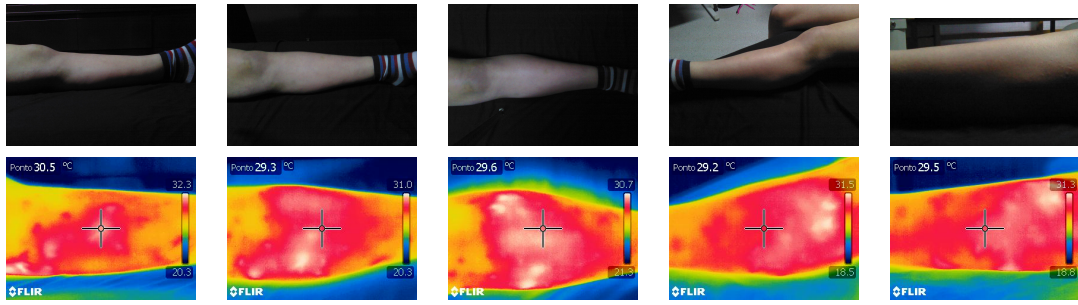 Ponto 30.5 °C
32.3
20.3
FLIR
Ponto 29.3 °C
31.0
20.3
FLIR
Ponto 29.6 °C
30.7
21.3
FLIR
Ponto 29.2 °C
31.5
18.5
FLIR
Ponto 29.5 °C
31.3
18.8
FLIR